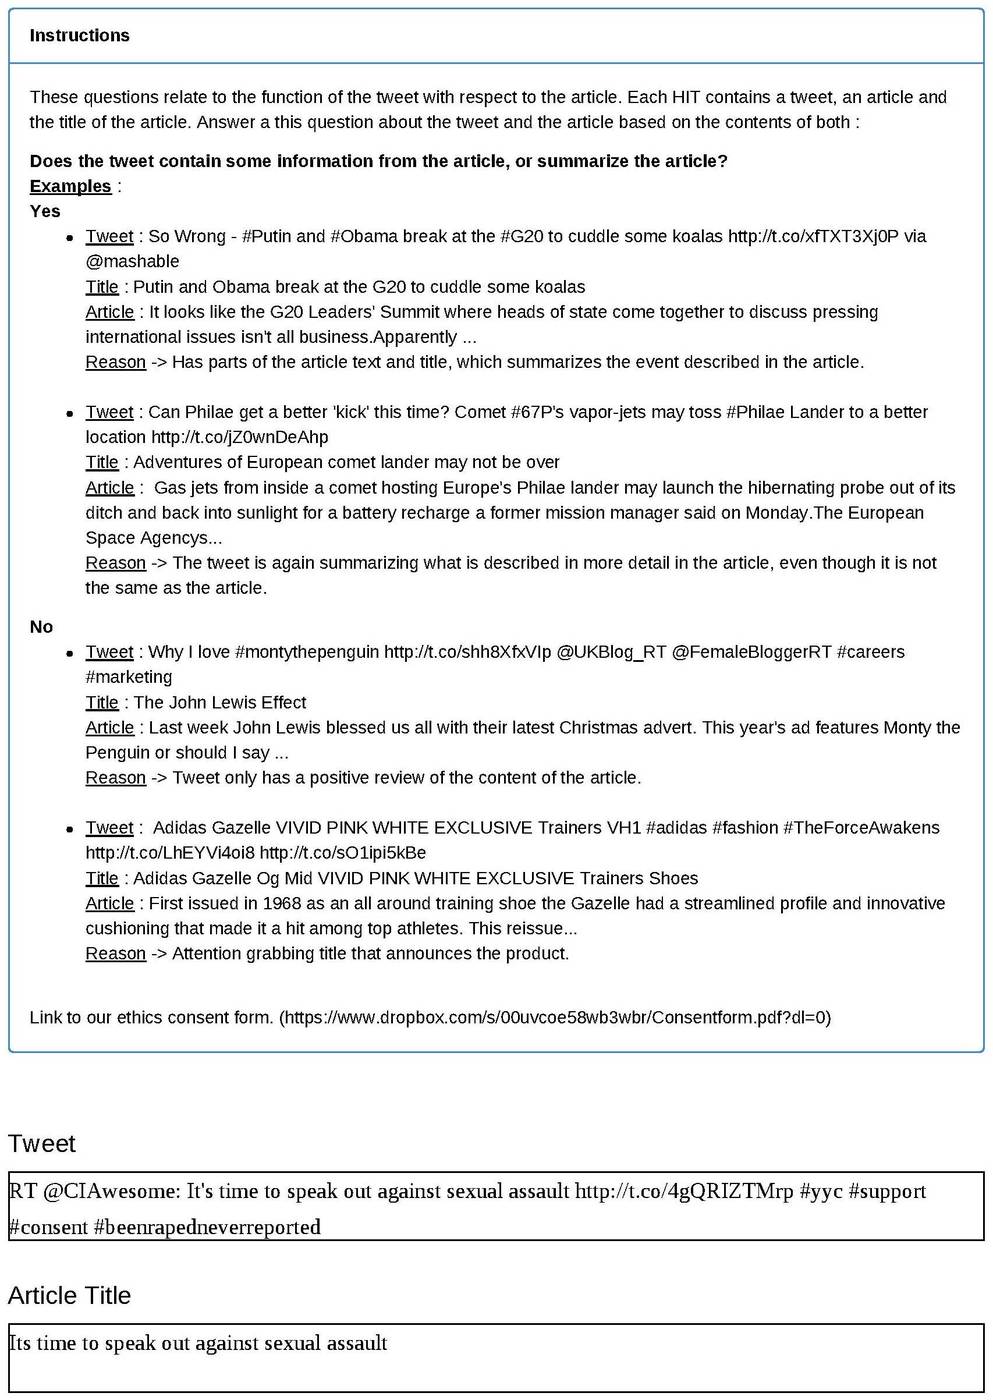 Instructions
These questions relate to the function of the tweet with respect to the article. Each HIT contains a tweet, an article and
the title of the article. Answer a this question about the tweet and the article based on the contents of both :
Does the tweet contain some information from the article, or summarize the article?
Examples :
Yes
• Tweet : So Wrong - #Putin and #Obama break at the #G20 to cuddle some koalas http://t.co/xfTXT3Xj0P via
@mashable
Title : Putin and Obama break at the G20 to cuddle some koalas
Article : It looks like the G20 Leaders' Summit where heads of state come together to discuss pressing
international issues isn't all business.Apparently ...
Reason -> Has parts of the article text and title, which summarizes the event described in the article.
• Tweet : Can Philae get a better 'kick' this time? Comet #67P's vapor-jets may toss #Philae Lander to a better
location http://t.co/jZ0wnDeAhp
Title : Adventures of European comet lander may not be over
Article :  Gas jets from inside a comet hosting Europe's Philae lander may launch the hibernating probe out of its
ditch and back into sunlight for a battery recharge a former mission manager said on Monday.The European
Space Agencys...
Reason -> The tweet is again summarizing what is described in more detail in the article, even though it is not
the same as the article.
No
• Tweet : Why I love #montythepenguin http://t.co/shh8XfxVIp @UKBlog_RT @FemaleBloggerRT #careers
#marketing
Title : The John Lewis Effect
Article : Last week John Lewis blessed us all with their latest Christmas advert. This year's ad features Monty the
Penguin or should I say ...
Reason -> Tweet only has a positive review of the content of the article.
• Tweet :  Adidas Gazelle VIVID PINK WHITE EXCLUSIVE Trainers VH1 #adidas #fashion #TheForceAwakens
http://t.co/LhEYVi4oi8 http://t.co/sO1ipi5kBe
Title : Adidas Gazelle Og Mid VIVID PINK WHITE EXCLUSIVE Trainers Shoes
Article : First issued in 1968 as an all around training shoe the Gazelle had a streamlined profile and innovative
cushioning that made it a hit among top athletes. This reissue...
Reason -> Attention grabbing title that announces the product.
Link to our ethics consent form. (https://www.dropbox.com/s/00uvcoe58wb3wbr/Consentform.pdf?dl=0)
Tweet
RT @CIAwesome: It's time to speak out against sexual assault http://t.co/4gQRIZTMrp #yyc #support
#consent #beenrapedneverreported
Article Title
Its time to speak out against sexual assault